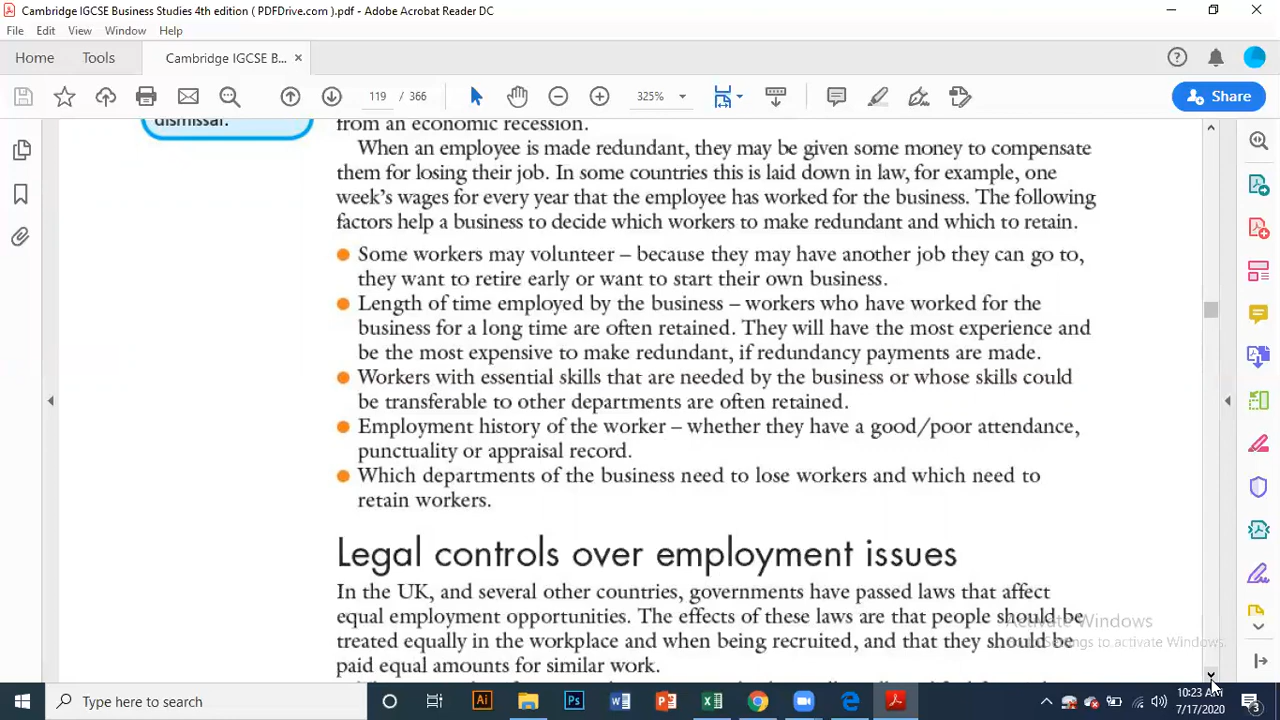 Cambridge IGCSE Business Studies 4th edition ( PDFDrive.com ).pdf - Adobe Acrobat Reader DC
File Edit View Window Help
Home Tools Cambridge IGCSE B... ×
119 / 366 325% Share
dismissal.
from an economic recession.
When an employee is made redundant, they may be given some money to compensate
them for losing their job. In some countries this is laid down in law, for example, one
week's wages for every year that the employee has worked for the business. The following
factors help a business to decide which workers to make redundant and which to retain.
● Some workers may volunteer – because they may have another job they can go to,
they want to retire early or want to start their own business.
● Length of time employed by the business – workers who have worked for the
business for a long time are often retained. They will have the most experience and
be the most expensive to make redundant, if redundancy payments are made.
● Workers with essential skills that are needed by the business or whose skills could
be transferable to other departments are often retained.
● Employment history of the worker – whether they have a good/poor attendance,
punctuality or appraisal record.
● Which departments of the business need to lose workers and which need to
retain workers.
Legal controls over employment issues
In the UK, and several other countries, governments have passed laws that affect
equal employment opportunities. The effects of these laws are that people should be
treated equally in the workplace and when being recruited, and that they should be
paid equal amounts for similar work.
Activate Windows
to activate Windows.
Type here to search
Ai Ps
10:23 AM
7/17/2020
3